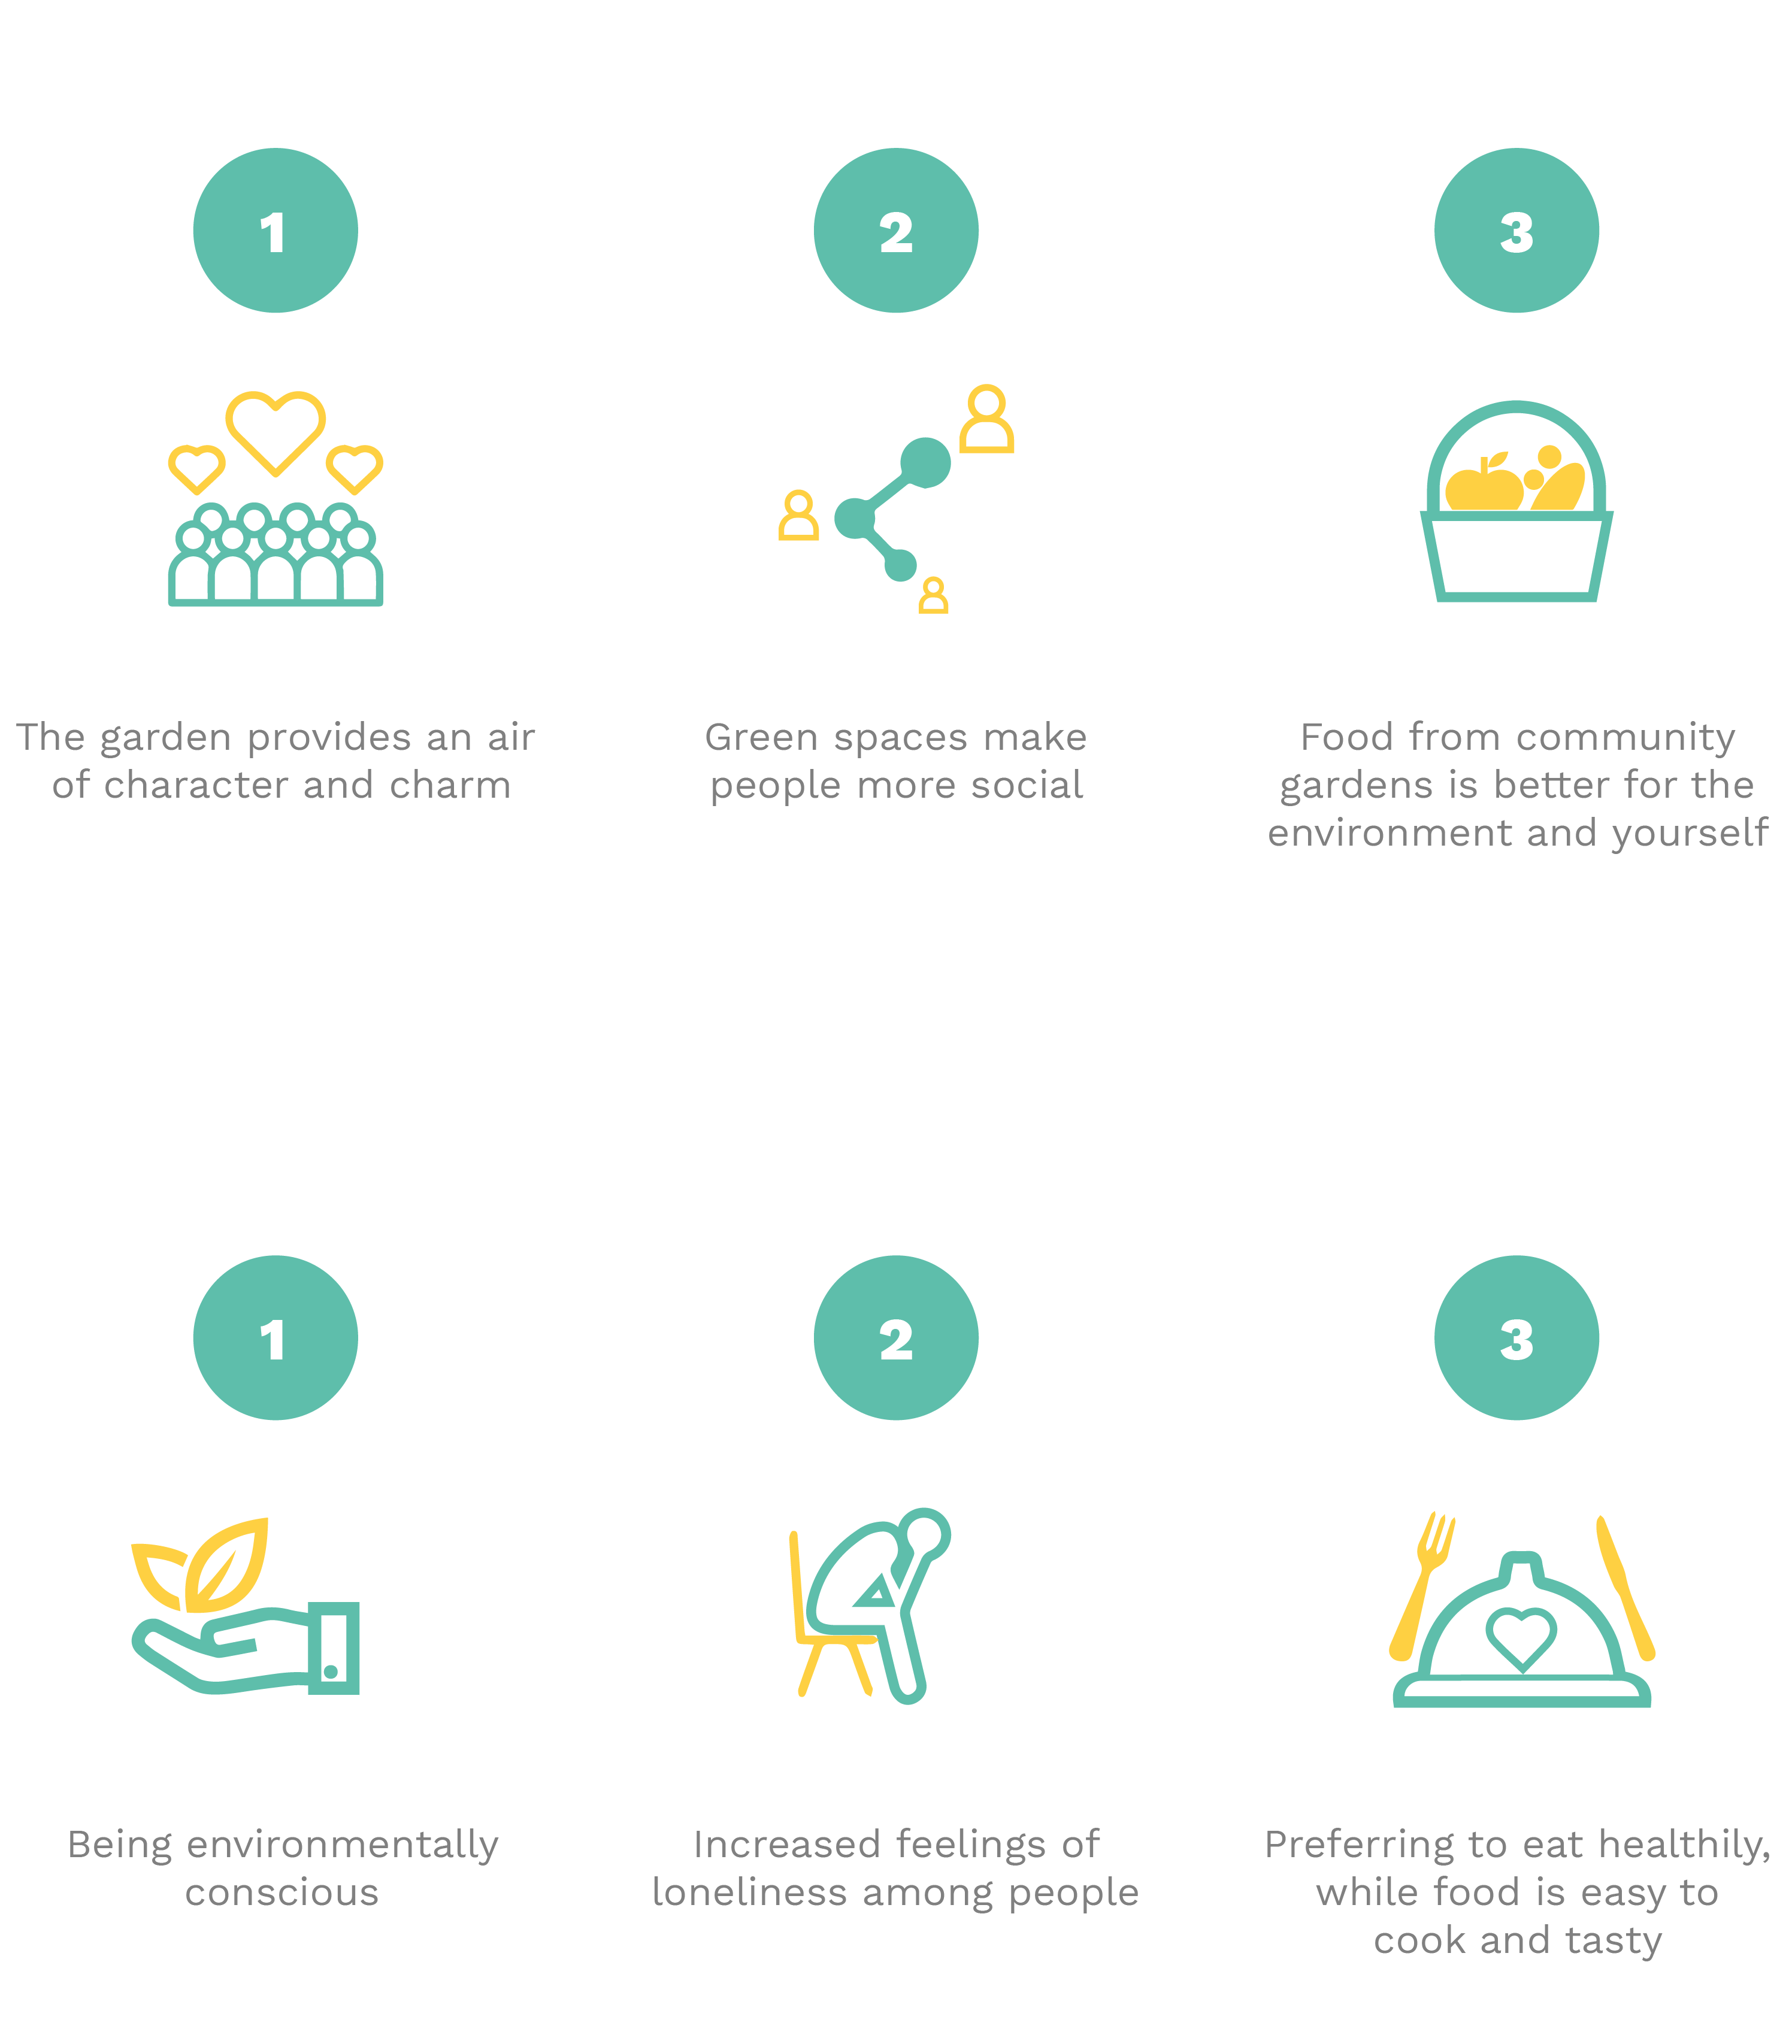 1
2
3
The garden provides an air
of character and charm
Green spaces make
people more social
Food from community
gardens is better for the
environment and yourself
1
2
3
Being environmentally
conscious
Increased feelings of
loneliness among people
Preferring to eat healthily,
while food is easy to
cook and tasty